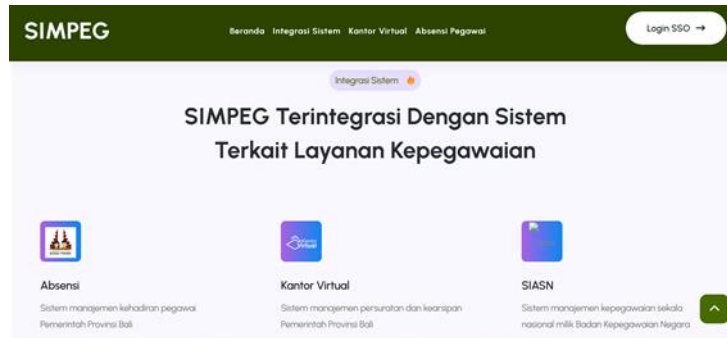 SIMPEG
Beranda Integrasi Sistem Kantor Virtual Absensi Pegawai
Login SSO →
Integrasi Sistem
SIMPEG Terintegrasi Dengan Sistem
Terkait Layanan Kepegawaian
Kantor
Virtual
Absensi
Sistem manajemen kehadiran pegawai
Pemerintah Provinsi Bali
Kantor Virtual
Sistem manajemen persuratan dan kearsipan
Pemerintah Provinsi Bali
SIASN
Sistem manajemen kepegawaian sekala
nasional milik Badan Kepegawaian Negara